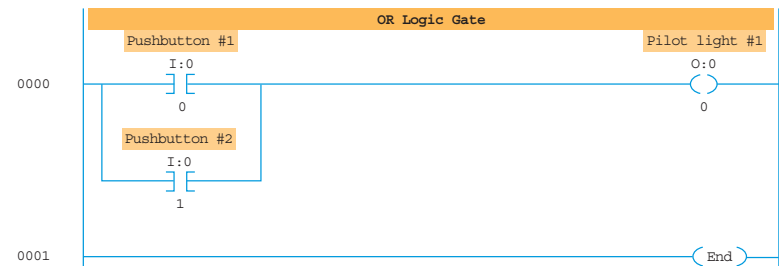 OR Logic Gate
Pushbutton #1 Pilot light #1
I:0 O:0
0000
0 0
Pushbutton #2
I:0
1
0001 End